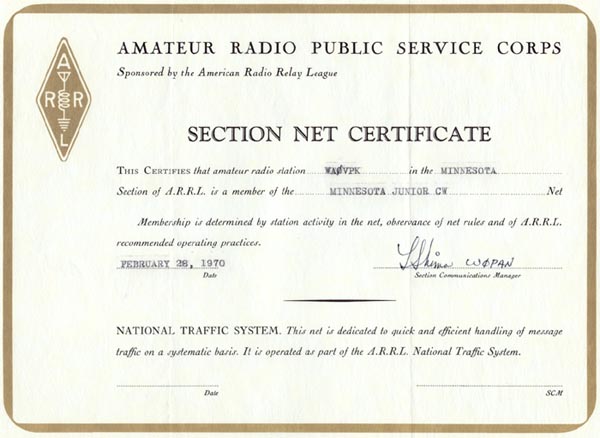 A
R R
L
AMATEUR RADIO PUBLIC SERVICE CORPS
Sponsored by the American Radio Relay League
SECTION NET CERTIFICATE
THIS CERTIFIES that amateur radio station WAØVPK in the MINNESOTA
Section of A.R.R.L. is a member of the MINNESOTA JUNIOR CW Net
Membership is determined by station activity in the net, observance of net rules and of A.R.R.L.
recommended operating practices.
FEBRUARY 28, 1970 WØPAN
Date Section Communications Manager
NATIONAL TRAFFIC SYSTEM. This net is dedicated to quick and efficient handling of message
traffic on a systematic basis. It is operated as part of the A.R.R.L. National Traffic System.
Date SCM